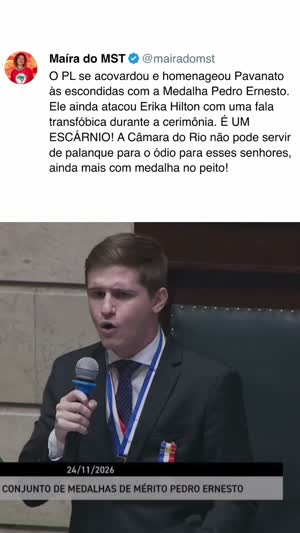 Maíra do MST @mairadomst
O PL se acovardou e homenageou Pavanato
às escondidas com a Medalha Pedro Ernesto.
Ele ainda atacou Erika Hilton com uma fala
transfóbica durante a cerimônia. É UM
ESCÁRNIO! A Câmara do Rio não pode servir
de palanque para o ódio para esses senhores,
ainda mais com medalha no peito!
24/11/2026
CONJUNTO DE MEDALHAS DE MÉRITO PEDRO ERNESTO